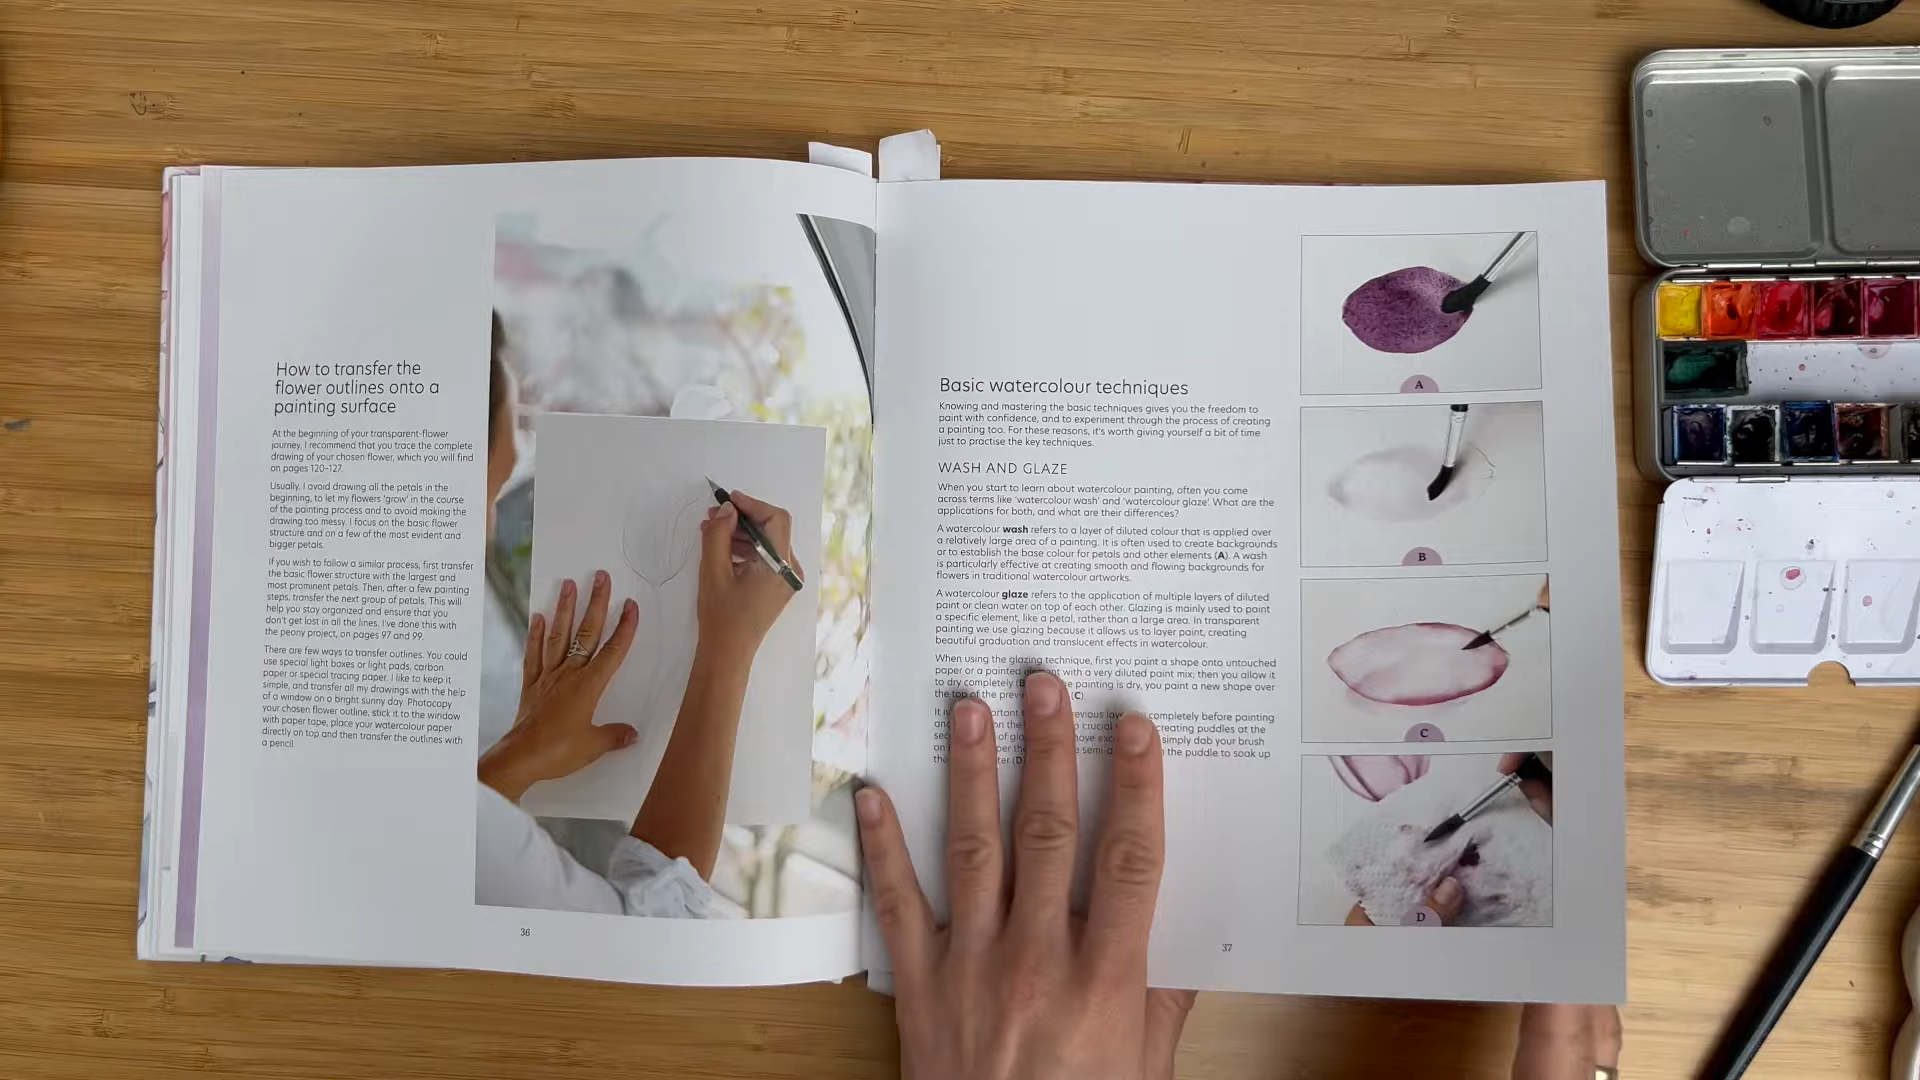 How to transfer the
flower outlines onto a
painting surface
At the beginning of your transparent-flower
journey, I recommend that you trace the complete
drawing of your chosen flower, which you will find
on pages 120–127.
Usually, I avoid drawing all the petals in the
beginning, to let my flowers ‘grow’ in the course
of the painting process and to avoid making the
drawing too messy. I focus on the basic flower
structure and on a few of the most evident and
bigger petals.
If you wish to follow a similar process, first transfer
the basic flower structure with the largest and
most prominent petals. Then, after a few painting
steps, transfer the next group of petals. This will
help you stay organized and ensure that you
don't get lost in all the lines. I've done this with
the peony project, on pages 97 and 99.
There are few ways to transfer outlines. You could
use special light boxes or light pads, carbon
paper or special tracing paper. I like to keep it
simple, and transfer all my drawings with the help
of a window on a bright sunny day. Photocopy
your chosen flower outline, stick it to the window
with paper tape, place your watercolour paper
directly on top and then transfer the outlines with
a pencil.
36
Basic watercolour techniques
Knowing and mastering the basic techniques gives you the freedom to
paint with confidence, and to experiment through the process of creating
a painting too. For these reasons, it's worth giving yourself a bit of time
just to practise the key techniques.
WASH AND GLAZE
When you start to learn about watercolour painting, often you come
across terms like ‘watercolour wash’ and ‘watercolour glaze’. What are the
applications for both, and what are their differences?
A watercolour wash refers to a layer of diluted colour that is applied over
a relatively large area of a painting. It is often used to create backgrounds
or to establish the base colour for petals and other elements (A). A wash
is particularly effective at creating smooth and flowing backgrounds for
flowers in traditional watercolour artworks.
A watercolour glaze refers to the application of multiple layers of diluted
paint or clean water on top of each other. Glazing is mainly used to paint
a specific element, like a petal, rather than a large area. In transparent
painting we use glazing because it allows us to layer paint, creating
beautiful graduation and translucent effects in watercolour.
When using the glazing technique, first you paint a shape onto untouched
paper or a painted element with a very diluted paint mix; then you allow it
to dry completely painting is dry, you paint a new shape over
the top of the (C).
It is completely before painting
on the crucial creating puddles at the
of simply dab your brush
on the puddle to soak up
(D)
37
A
B
C
D